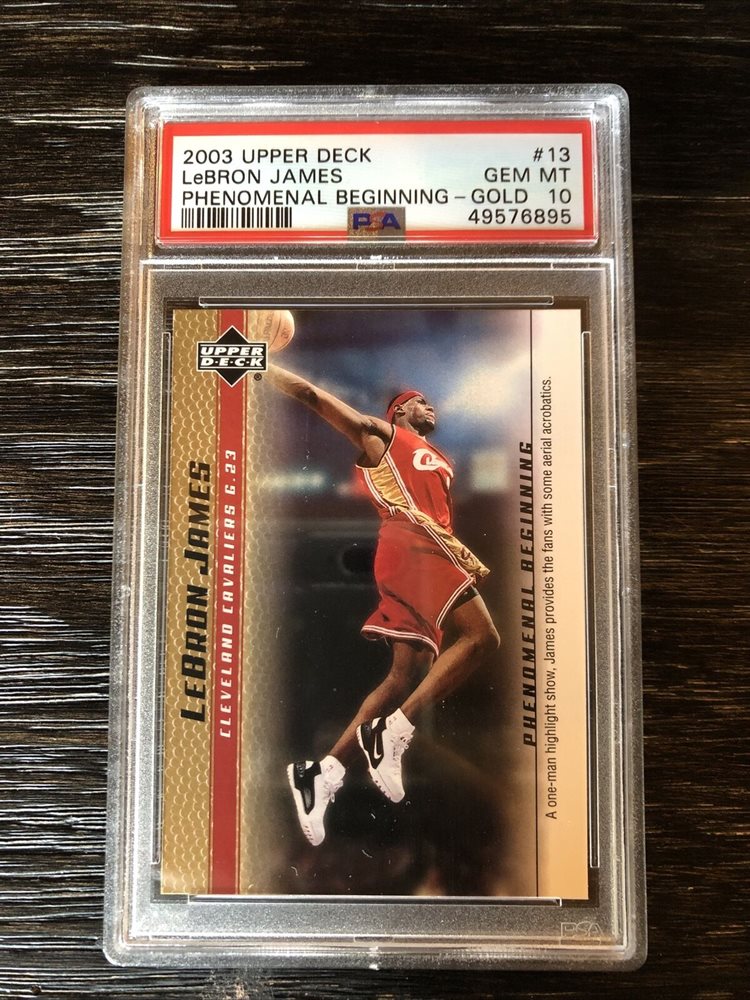 2003 UPPER DECK #13
LeBRON JAMES GEM MT
PHENOMENAL BEGINNING - GOLD 10
PSA 49576895
UPPER
D·E·C·K
®
LeBRON JAMES
CLEVELAND CAVALIERS G. 23
PHENOMENAL BEGINNING
A one-man highlight show, James provides the fans with some aerial acrobatics.
PSA